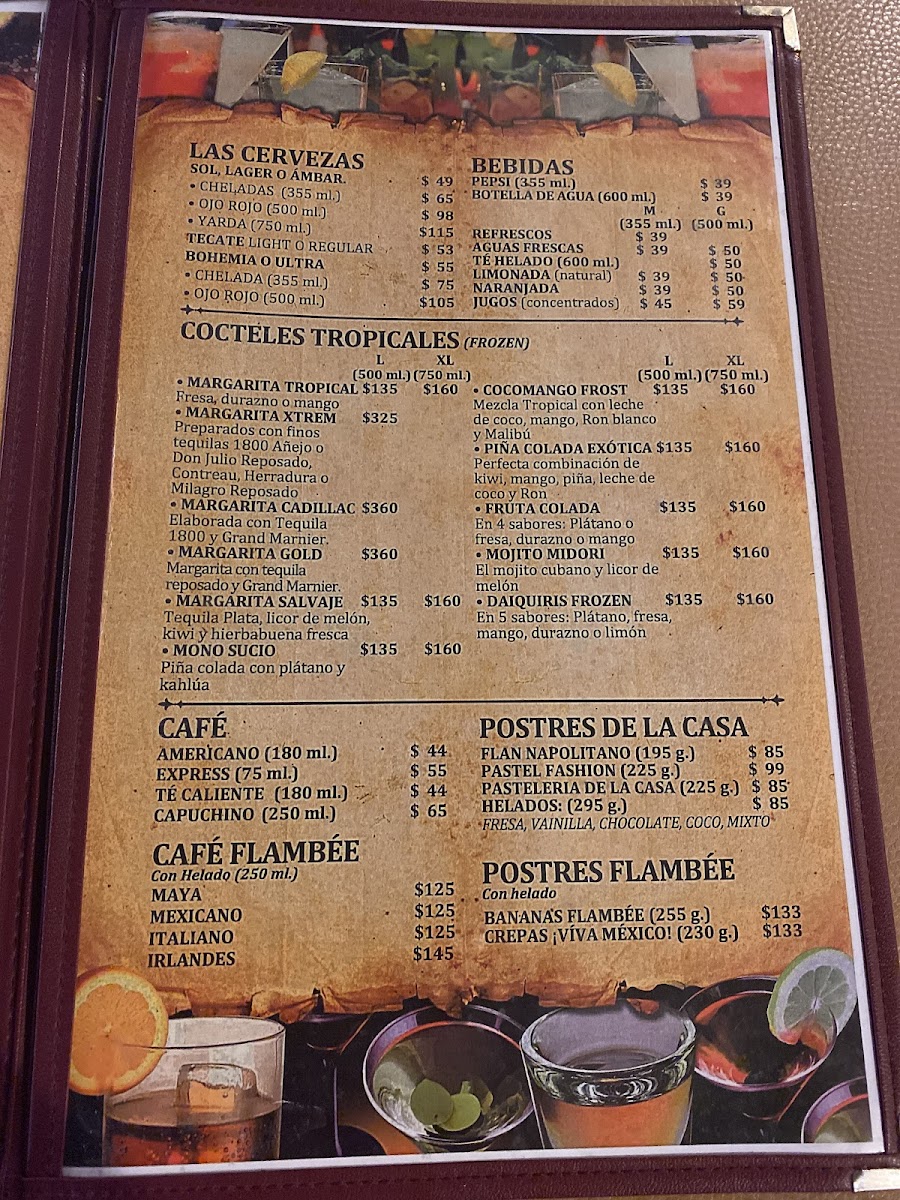 LAS CERVEZAS
SOL, LAGER O ÁMBAR. $ 49
• CHELADAS (355 ml.) $ 65
• OJO ROJO (500 ml.) $ 98
• YARDA (750 ml.) $115
TECATE LIGHT O REGULAR $ 53
BOHEMIA O ULTRA $ 55
• CHELADA (355 ml.) $ 75
• OJO ROJO (500 ml.) $105
BEBIDAS
PEPSI (355 ml.) $ 39
BOTELLA DE AGUA (600 ml.) $ 39
M G
(355 ml.) (500 ml.)
REFRESCOS $ 39
AGUAS FRESCAS $ 39 $ 50
TÉ HELADO (600 ml.) $ 50
LIMONADA (natural) $ 39 $ 50
NARANJADA $ 39 $ 50
JUGOS (concentrados) $ 45 $ 59
COCTELES TROPICALES (FROZEN)
L XL
(500 ml.) (750 ml.)
• MARGARITA TROPICAL $135 $160
Fresa, durazno o mango
• MARGARITA XTREM $325
Preparados con finos
tequilas 1800 Añejo o
Don Julio Reposado,
Contreau, Herradura o
Milagro Reposado
• MARGARITA CADILLAC $360
Elaborada con Tequila
1800 y Grand Marnier.
• MARGARITA GOLD $360
Margarita con tequila
reposado y Grand Marnier.
• MARGARITA SALVAJE $135 $160
Tequila Plata, licor de melón,
kiwi y hierbabuena fresca
• MONO SUCIO $135 $160
Piña colada con plátano y
kahlúa
L XL
(500 ml.) (750 ml.)
• COCOMANGO FROST $135 $160
Mezcla Tropical con leche
de coco, mango, Ron blanco
y Malibú
• PIÑA COLADA EXÓTICA $135 $160
Perfecta combinación de
kiwi, mango, piña, leche de
coco y Ron
• FRUTA COLADA $135 $160
En 4 sabores: Plátano o
fresa, durazno o mango
• MOJITO MIDORI $135 $160
El mojito cubano y licor de
melón
• DAIQUIRIS FROZEN $135 $160
En 5 sabores: Plátano, fresa,
mango, durazno o limón
CAFÉ
AMERICANO (180 ml.) $ 44
EXPRESS (75 ml.) $ 55
TÉ CALIENTE (180 ml.) $ 44
CAPUCHINO (250 ml.) $ 65
CAFÉ FLAMBÉE
Con Helado (250 ml.)
MAYA $125
MEXICANO $125
ITALIANO $125
IRLANDES $145
POSTRES DE LA CASA
FLAN NAPOLITANO (195 g.) $ 85
PASTEL FASHION (225 g.) $ 99
PASTELERIA DE LA CASA (225 g.) $ 85
HELADOS: (295 g.) $ 85
FRESA, VAINILLA, CHOCOLATE, COCO, MIXTO
POSTRES FLAMBÉE
Con helado
BANANAS FLAMBÉE (255 g.) $133
CREPAS ¡VÍVA MÉXICO! (230 g.) $133